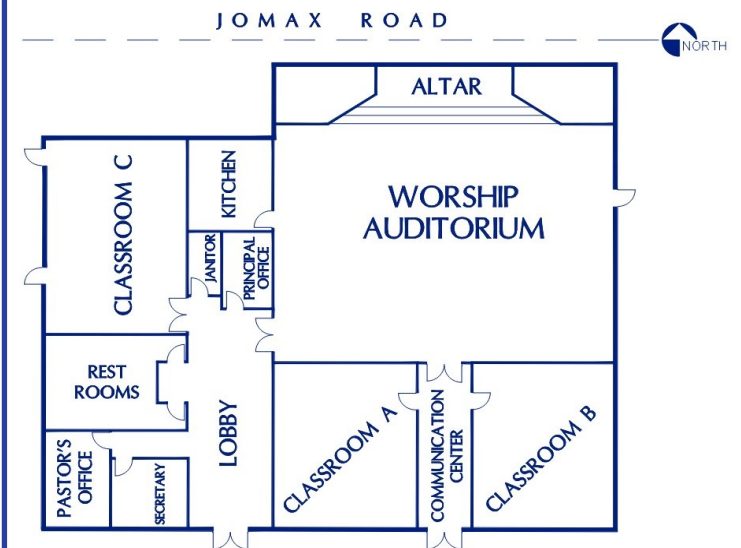 JOMAX ROAD
NORTH
ALTAR
WORSHIP
AUDITORIUM
CLASSROOM C
KITCHEN
JANITOR
PRINCIPAL
OFFICE
REST
ROOMS
LOBBY
PASTOR'S
OFFICE
SECRETARY
CLASSROOM A
COMMUNICATION
CENTER
CLASSROOM B